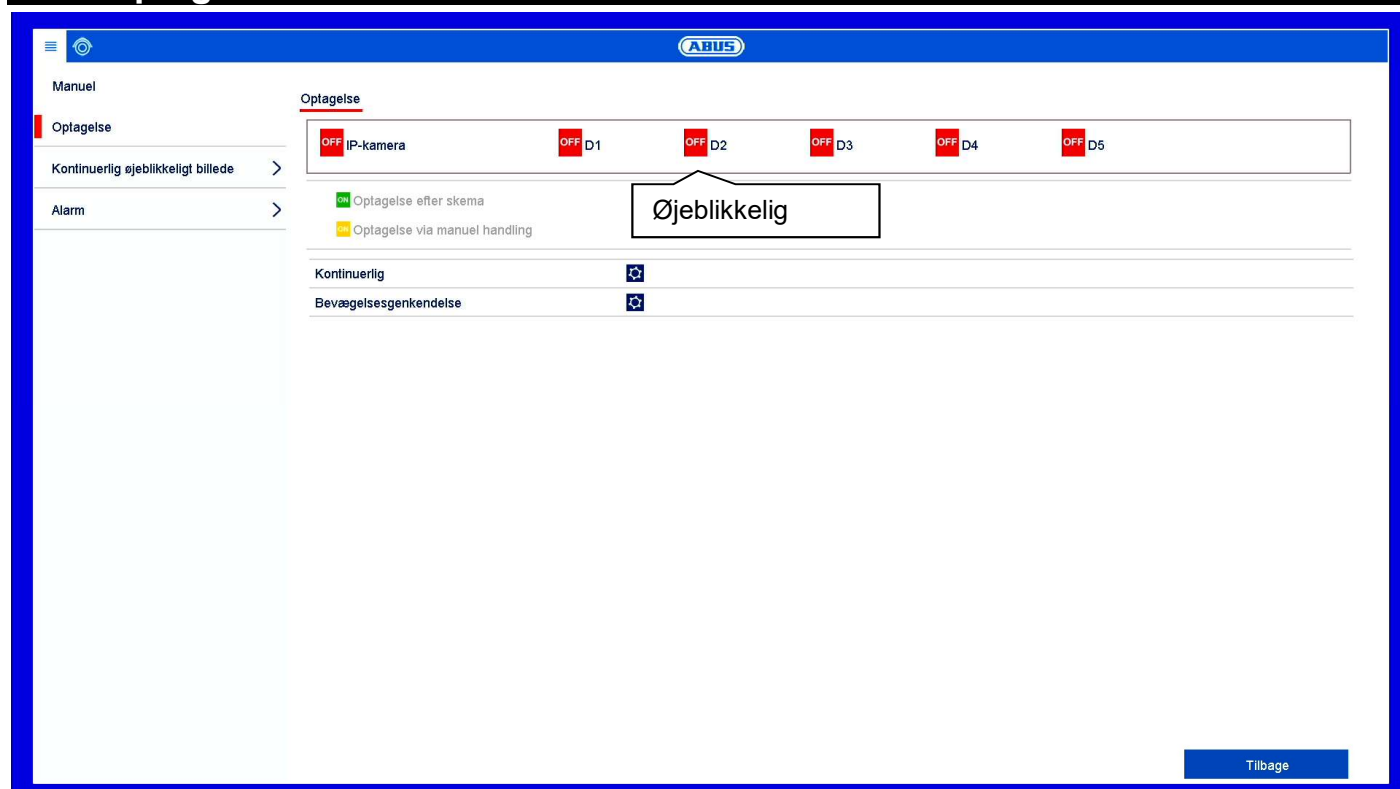 ABUS
Manuel
Optagelse
Kontinuerlig øjeblikkeligt billede
Alarm
Optagelse
OFF IP-kamera OFF D1 OFF D2 OFF D3 OFF D4 OFF D5
ON Optagelse efter skema
Øjeblikkelig
ON Optagelse via manuel handling
Kontinuerlig
Bevægelsesgenkendelse
Tilbage